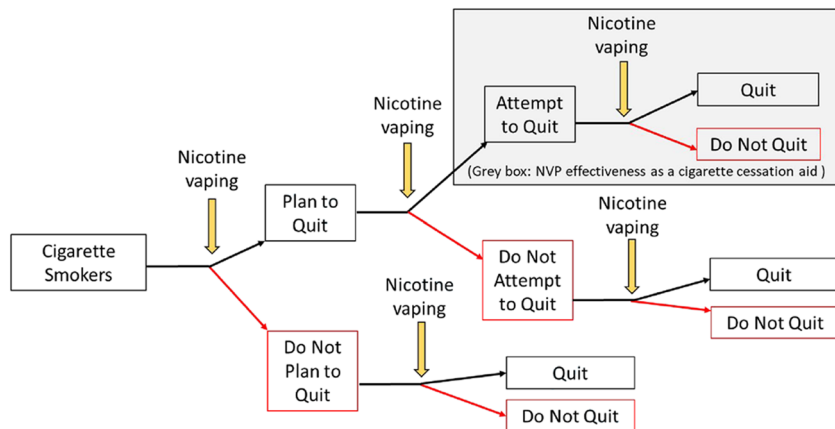 Nicotine
vaping
Nicotine
vaping
Nicotine
vaping
Attempt
to Quit
Quit
Do Not Quit
(Grey box: NVP effectiveness as a cigarette cessation aid )
Cigarette
Smokers
Plan to
Quit
Nicotine
vaping
Do Not
Attempt
to Quit
Quit
Do Not Quit
Nicotine
vaping
Do Not
Plan to
Quit
Quit
Do Not Quit